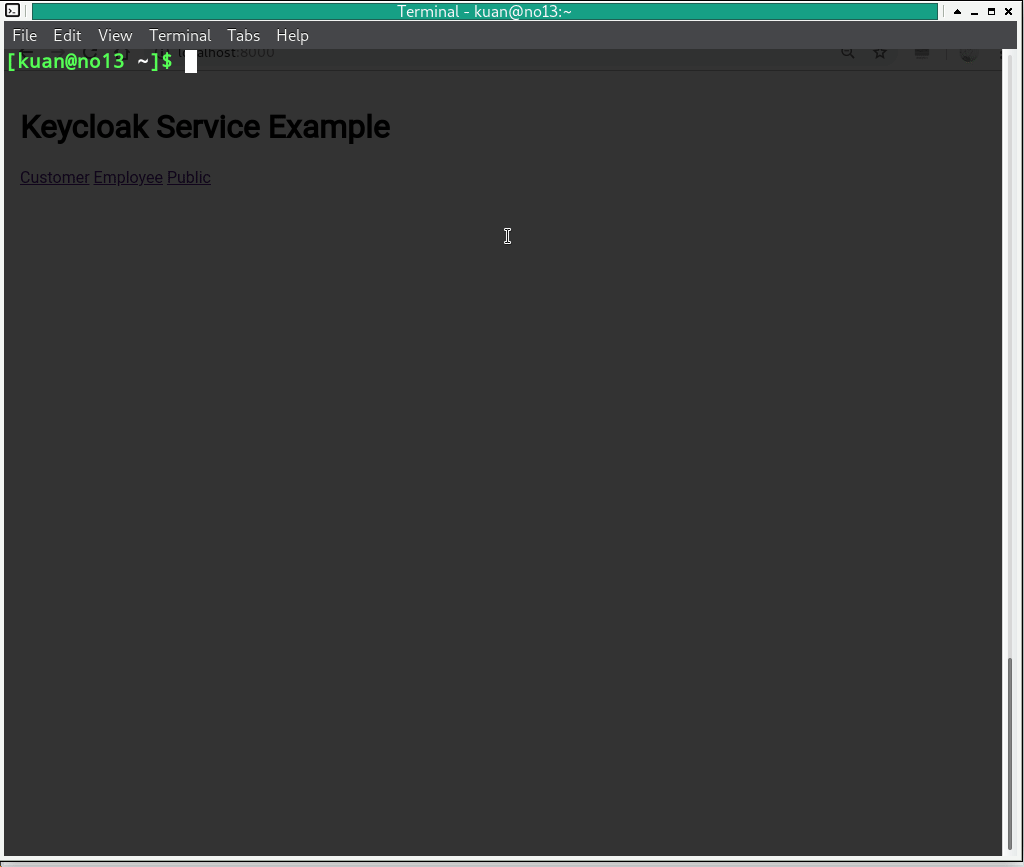 Terminal - kuan@no13:~
File Edit View Terminal Tabs Help
localhost:8000
[kuan@no13 ~]$
Keycloak Service Example
Customer Employee Public